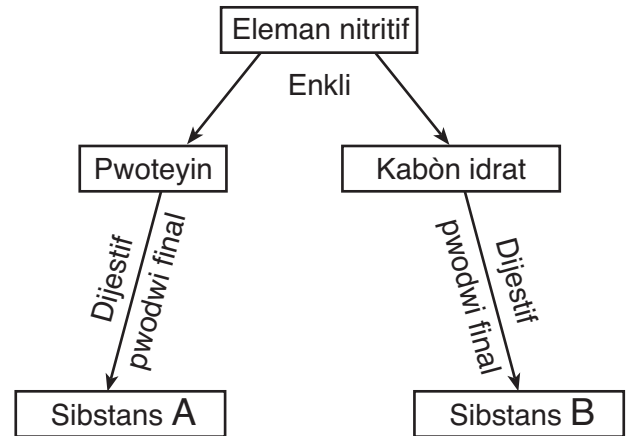 Eleman nitritif
Enkli
Pwoteyin
Kabòn idrat
Dijestif
pwodwi final
Dijestif
pwodwi final
Sibstans A
Sibstans B